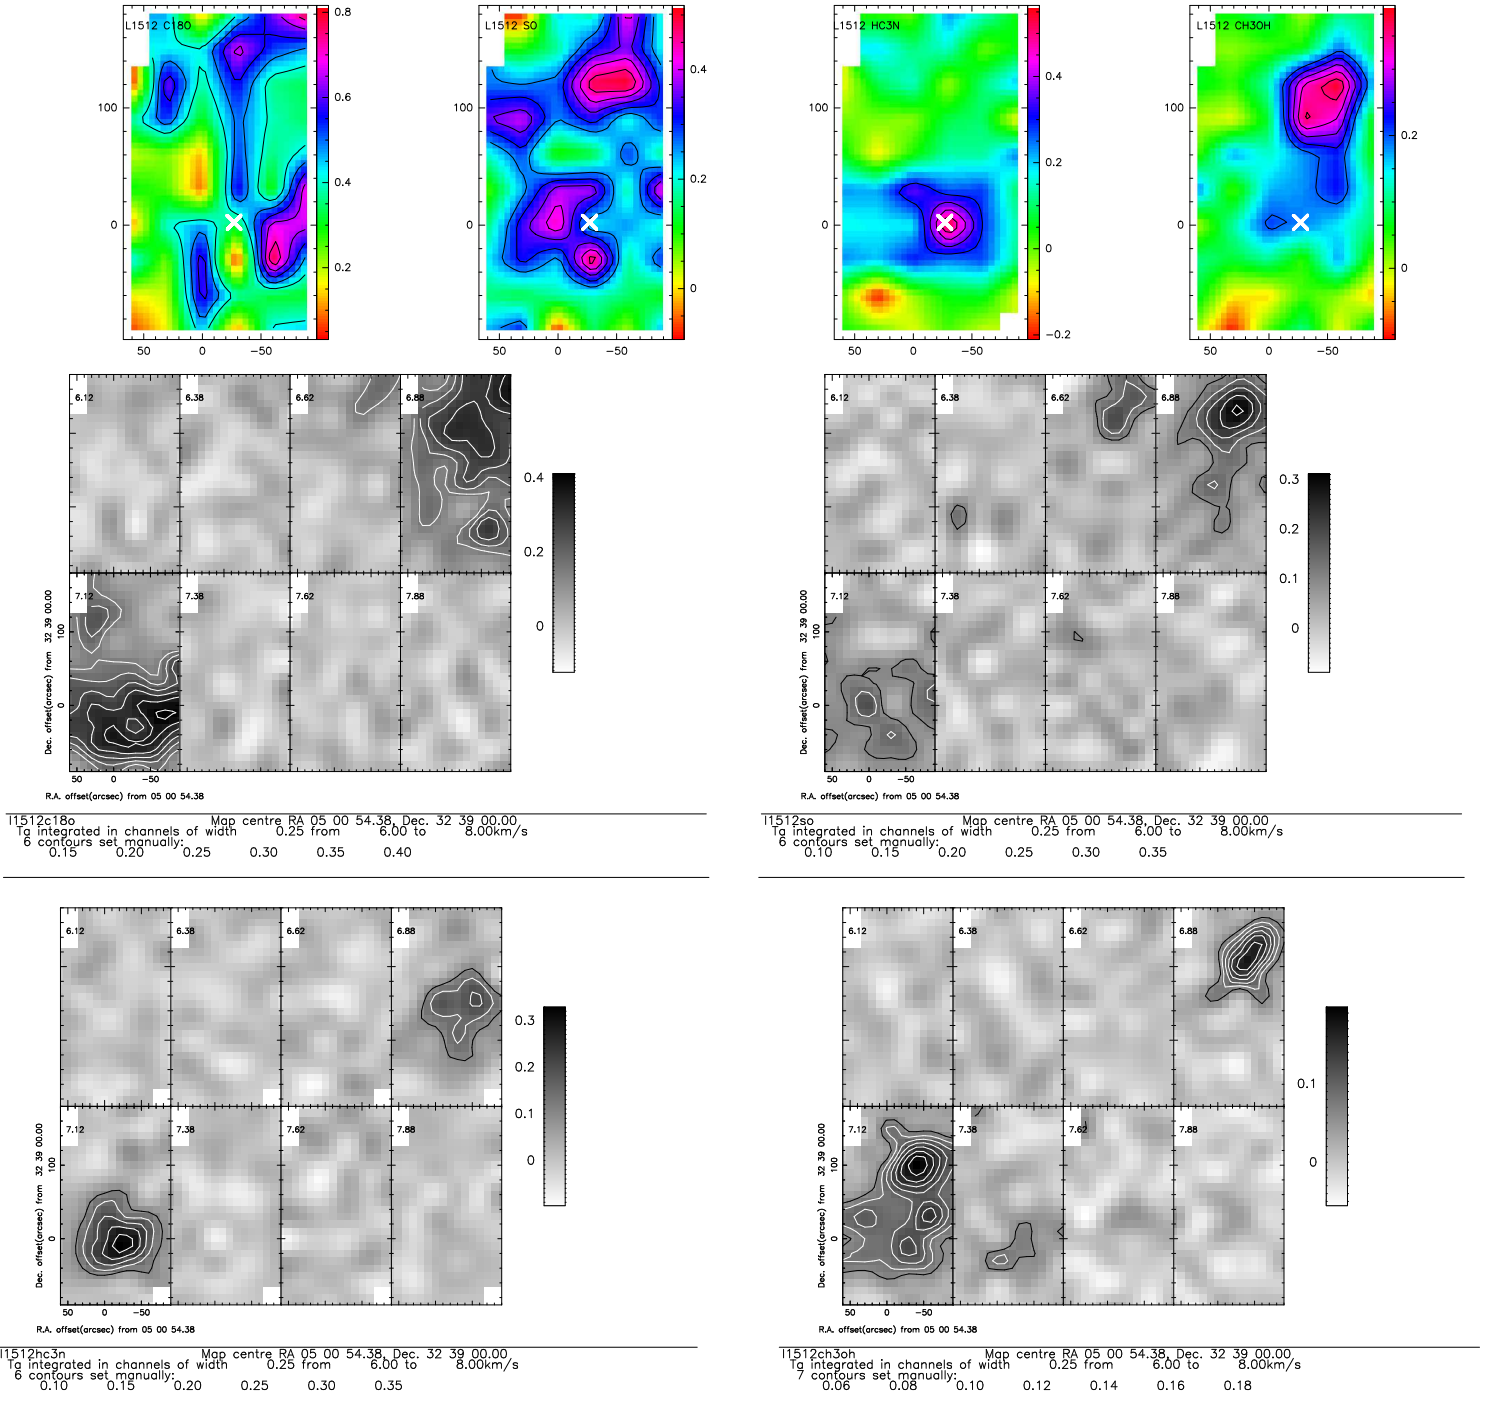 L1512 C18O
0.8
0.6
0.4
0.2
100
0
50 0 −50
L1512 SO
0.4
0.2
0
50 0 −50
L1512 HC3N
0.4
0.2
0
−0.2
100
0
50 0 −50
L1512 CH3OH
0.2
0
100
0
50 0 −50
6.12 6.38 6.62 6.88
7.12 7.38 7.62 7.88
0.4
0.2
0
Dec. offset(arcsec) from 32 39 00.00
100
0
50 0 −50
R.A. offset(arcsec) from 05 00 54.38
l1512c18o Map centre RA 05 00 54.38, Dec. 32 39 00.00
Ta integrated in channels of width 0.25 from 6.00 to 8.00km/s
6 contours set manually:
0.15 0.20 0.25 0.30 0.35 0.40
6.12 6.38 6.62 6.88
7.12 7.38 7.62 7.88
0.3
0.2
0.1
0
Dec. offset(arcsec) from 32 39 00.00
100
0
50 0 −50
R.A. offset(arcsec) from 05 00 54.38
l1512so Map centre RA 05 00 54.38, Dec. 32 39 00.00
Ta integrated in channels of width 0.25 from 6.00 to 8.00km/s
6 contours set manually:
0.10 0.15 0.20 0.25 0.30 0.35
6.12 6.38 6.62 6.88
7.12 7.38 7.62 7.88
0.3
0.2
0.1
0
Dec. offset(arcsec) from 32 39 00.00
100
0
50 0 −50
R.A. offset(arcsec) from 05 00 54.38
l1512hc3n Map centre RA 05 00 54.38, Dec. 32 39 00.00
Ta integrated in channels of width 0.25 from 6.00 to 8.00km/s
6 contours set manually:
0.10 0.15 0.20 0.25 0.30 0.35
6.12 6.38 6.62 6.88
7.12 7.38 7.62 7.88
0.1
0
Dec. offset(arcsec) from 32 39 00.00
100
0
50 0 −50
R.A. offset(arcsec) from 05 00 54.38
l1512ch3oh Map centre RA 05 00 54.38, Dec. 32 39 00.00
Ta integrated in channels of width 0.25 from 6.00 to 8.00km/s
7 contours set manually:
0.06 0.08 0.10 0.12 0.14 0.16 0.18